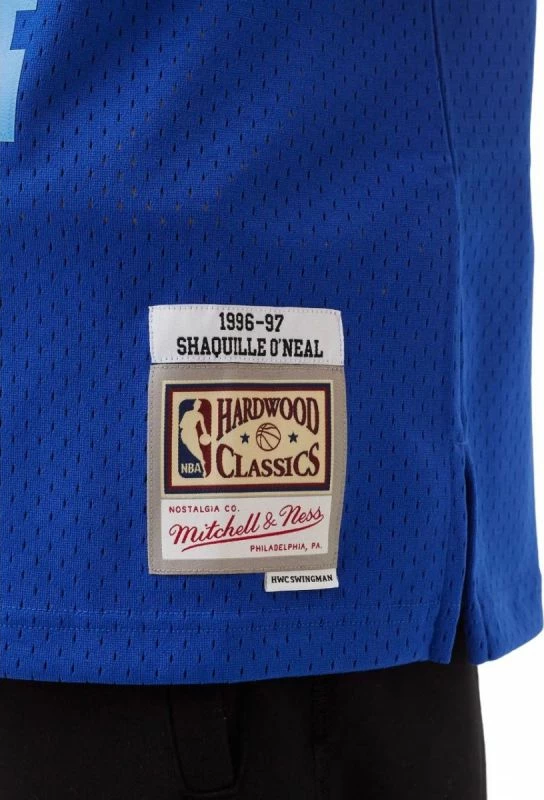 1996-97
SHAQUILLE O'NEAL
HARDWOOD
CLASSICS
NBA
NOSTALGIA CO.
Mitchell & Ness
PHILADELPHIA, PA.
HWC SWINGMAN